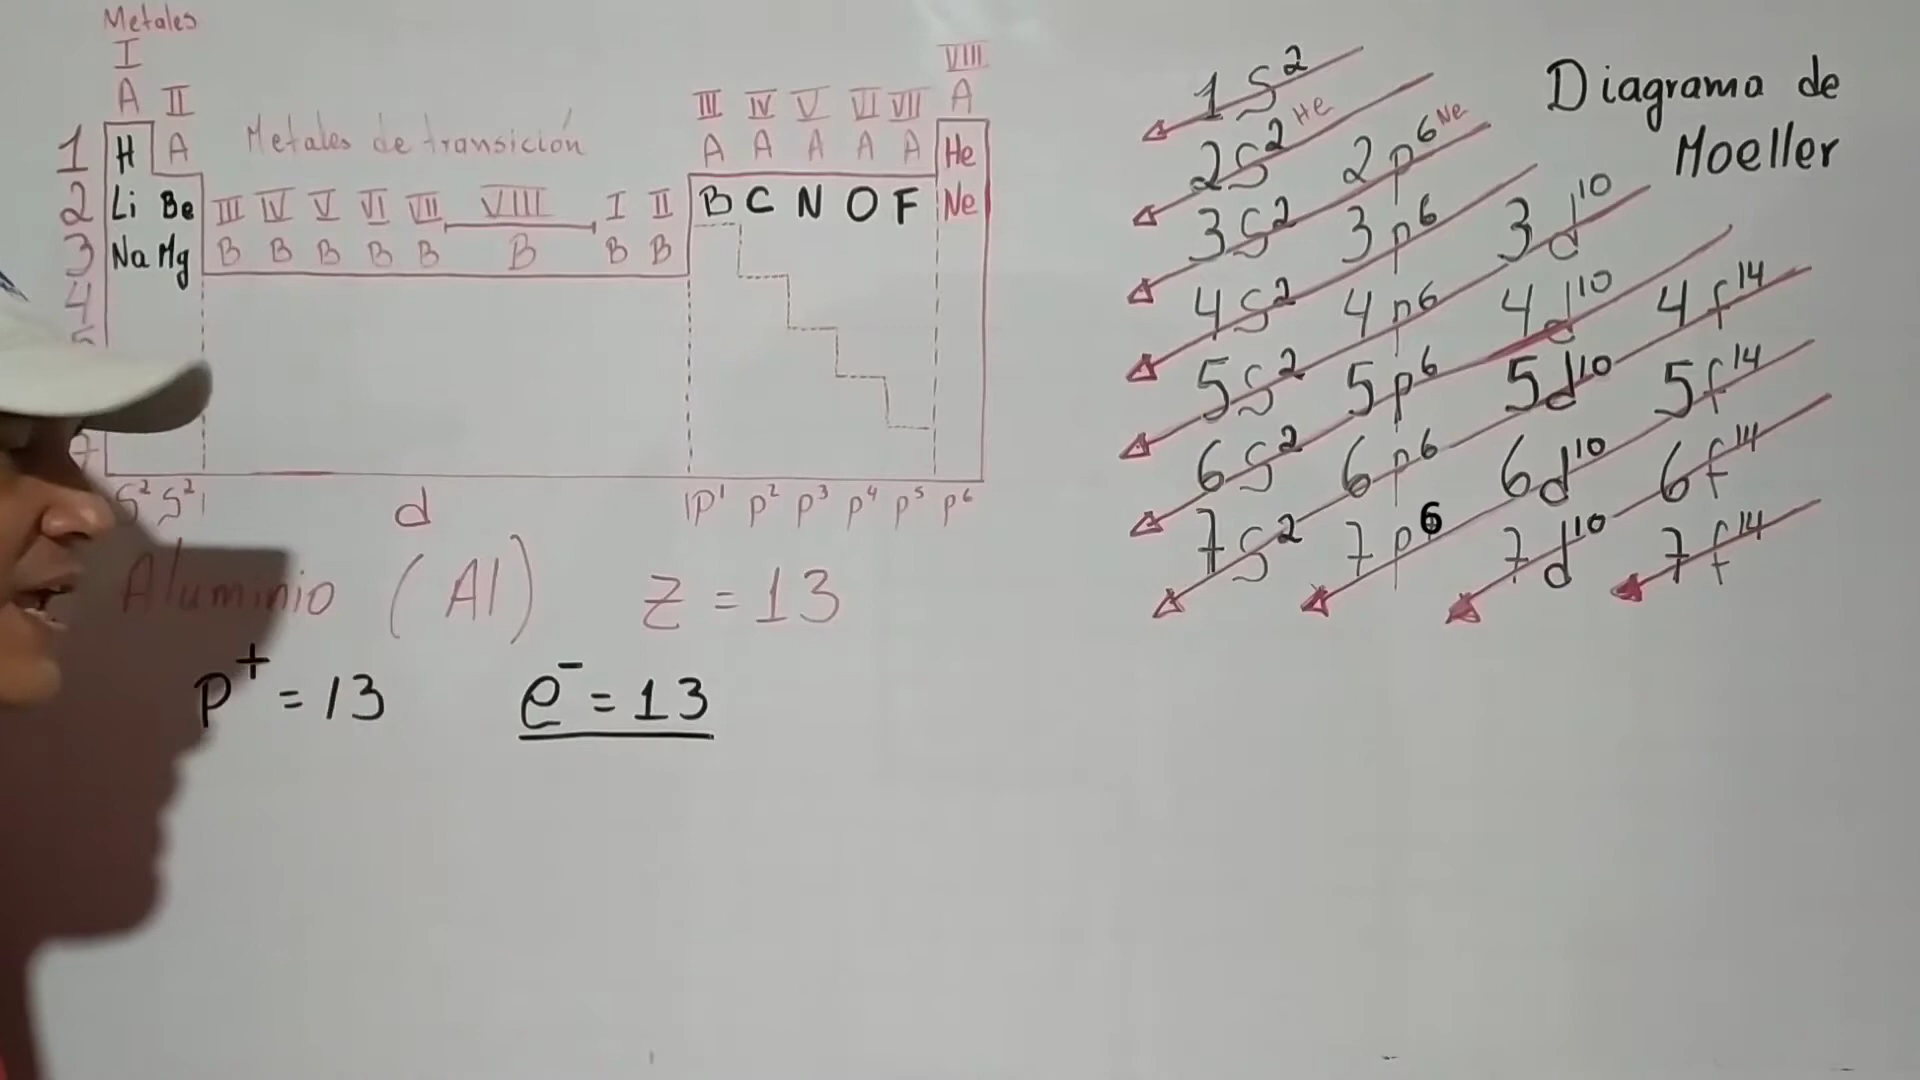 Metales
I
A II
VIII
III IV V VI VII A
1 H A Metales de transición A A A A A He
2 Li Be III IV V VI VII VIII I II B C N O F Ne
3 Na Mg B B B B B B B B
4
S² S² d P¹ P² P³ P⁴ P⁵ P⁶
Aluminio (Al) Z = 13
P⁺ = 13 e⁻ = 13
Diagrama de
Moeller
1S²
2S² He 2p⁶ Ne
3S² 3p⁶ 3d¹⁰
4S² 4p⁶ 4d¹⁰ 4f¹⁴
5S² 5p⁶ 5d¹⁰ 5f¹⁴
6S² 6p⁶ 6d¹⁰ 6f¹⁴
7S² 7p⁶ 7d¹⁰ 7f¹⁴